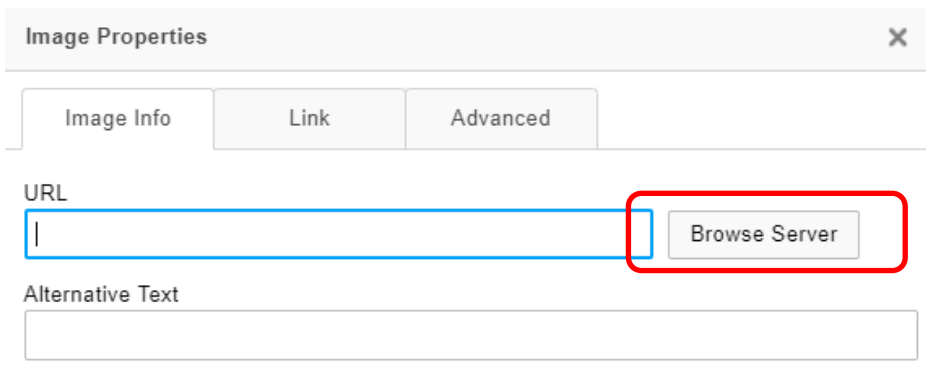 Image Properties
Image Info Link Advanced
URL
Browse Server
Alternative Text